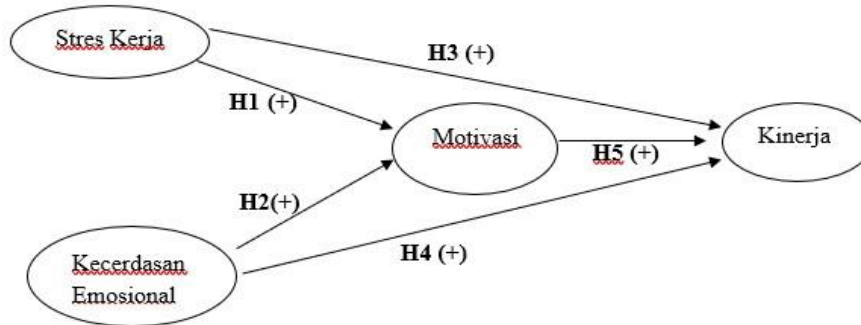 Stres Kerja
H3 (+)
H1 (+)
Motivasi
Kinerja
H5 (+)
H2(+)
H4 (+)
Kecerdasan
Emosional